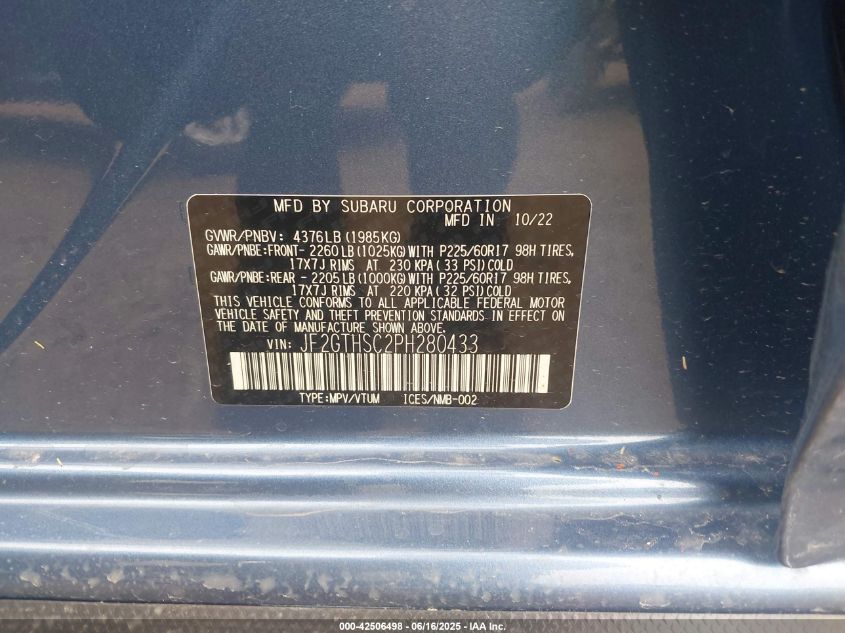 MFD BY SUBARU CORPORATION
MFD IN 10/22
GVWR/PNBV: 4376LB (1985KG)
GAWR/PNBE:FRONT- 2260LB (1025KG) WITH P225/60R17 98H TIRES,
17X7J RIMS AT 230 KPA ( 33 PSI) COLD
GAWR/PNBE:REAR - 2205LB (1000KG) WITH P225/60R17 98H TIRES,
17X7J RIMS AT 220 KPA ( 32 PSI) COLD
THIS VEHICLE CONFORMS TO ALL APPLICABLE FEDERAL MOTOR
VEHICLE SAFETY AND THEFT PREVENTION STANDARDS IN EFFECT ON
THE DATE OF MANUFACTURE SHOWN ABOVE.
VIN: JF2GTHSC2PH280433
TYPE:MPV/VTUM ICES/NMB-002
000-42506498 - 06/16/2025 - IAA Inc.